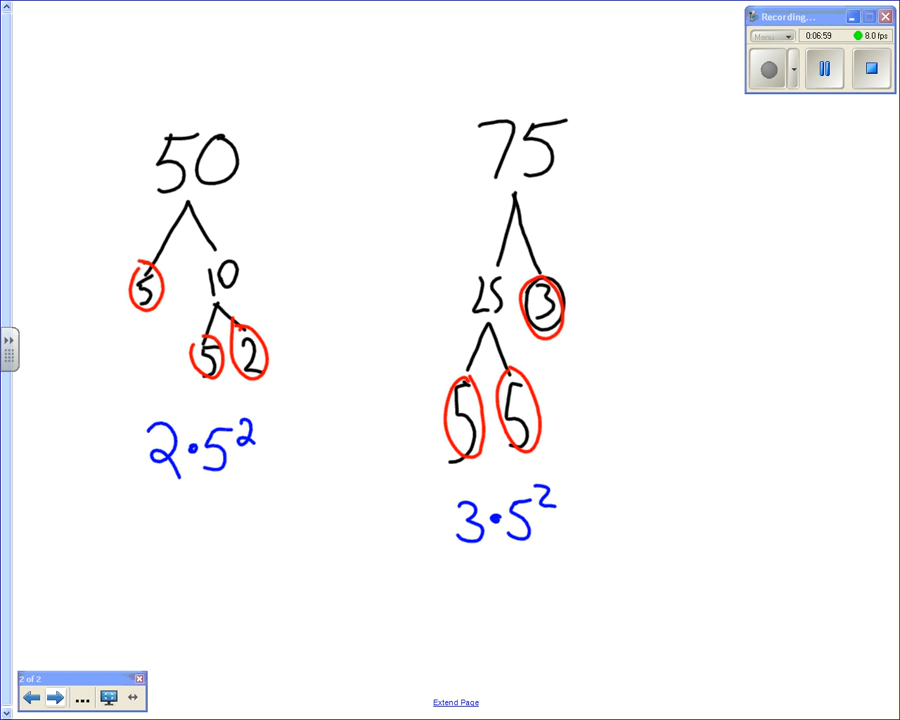 Recording...
Menu
0:06:59
8.0 fps
50
75
5 10
25 3
5 2
5 5
2•5²
3•5²
2 of 2
...
Extend Page